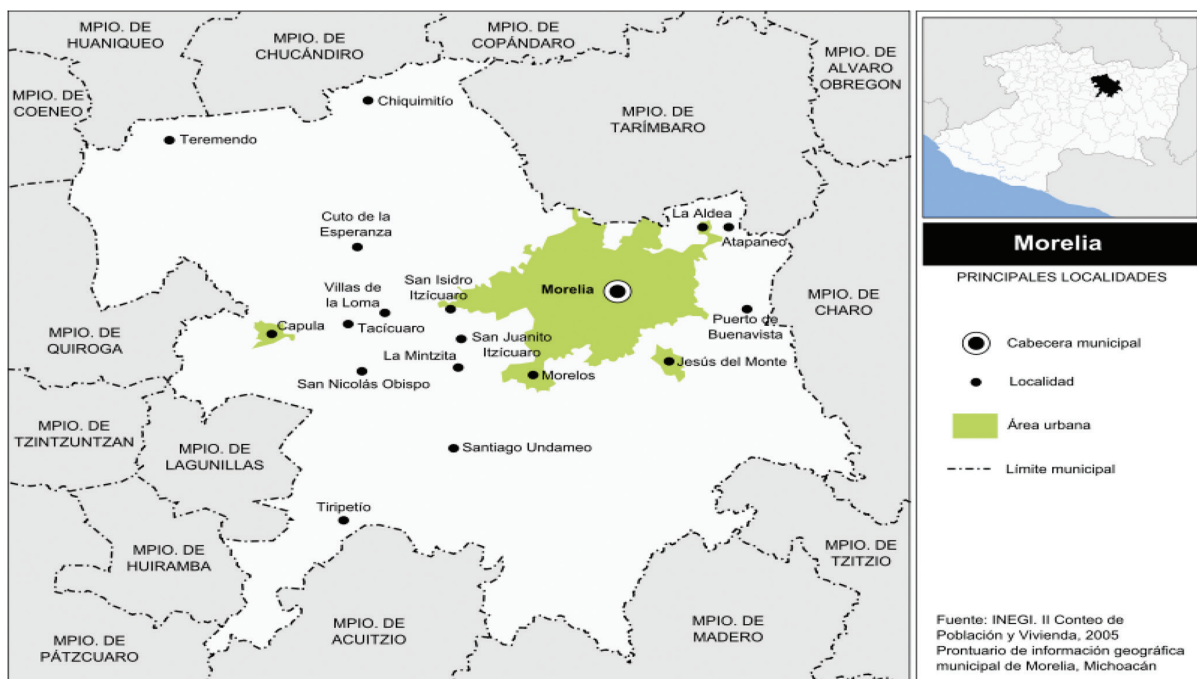 MPIO. DE
HUANIQUEO
MPIO. DE
CHUCÁNDIRO
MPIO. DE
COPÁNDARO
MPIO. DE
ALVARO
OBREGON
MPIO. DE
COENEO
MPIO. DE
TARÍMBARO
Chiquimitío
Teremendo
La Aldea
Atapaneo
Cuto de la
Esperanza
San Isidro
Itzícuaro
Morelia
Villas de
la Loma
MPIO. DE
CHARO
Puerto de
Buenavista
MPIO. DE
QUIROGA
Capula
Tacícuaro
San Juanito
Itzícuaro
La Mintzita
Jesús del Monte
San Nicolás Obispo
Morelos
MPIO. DE
TZINTZUNTZAN
MPIO. DE
LAGUNILLAS
Santiago Undameo
Tiripetío
MPIO. DE
HUIRAMBA
MPIO. DE
TZITZIO
MPIO. DE
PÁTZCUARO
MPIO. DE
ACUITZIO
MPIO. DE
MADERO
Morelia
PRINCIPALES LOCALIDADES
Cabecera municipal
Localidad
Área urbana
Límite municipal
Fuente: INEGI. II Conteo de
Población y Vivienda, 2005
Prontuario de información geográfica
municipal de Morelia, Michoacán